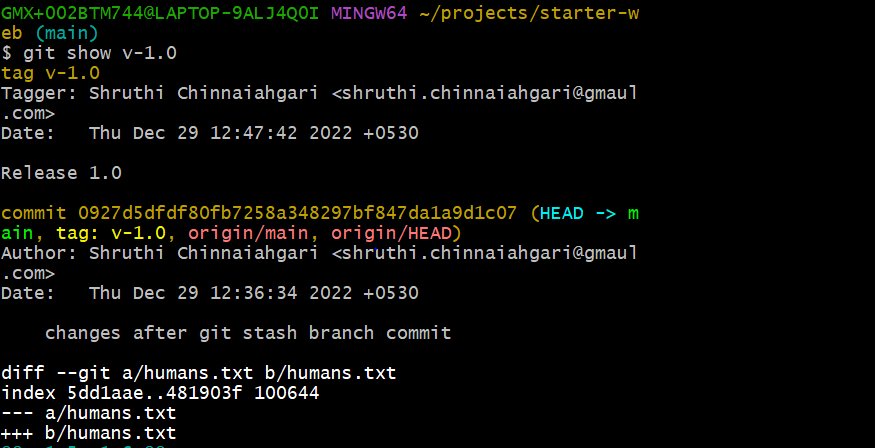 GMX+002BTM744@LAPTOP-9ALJ4Q0I MINGW64 ~/projects/starter-w
eb (main)
$ git show v-1.0
tag v-1.0
Tagger: Shruthi Chinnaiahgari <shruthi.chinnaiahgari@gmaul
.com>
Date:   Thu Dec 29 12:47:42 2022 +0530
Release 1.0
commit 0927d5dfdf80fb7258a348297bf847da1a9d1c07 (HEAD -> m
ain, tag: v-1.0, origin/main, origin/HEAD)
Author: Shruthi Chinnaiahgari <shruthi.chinnaiahgari@gmaul
.com>
Date:   Thu Dec 29 12:36:34 2022 +0530
    changes after git stash branch commit
diff --git a/humans.txt b/humans.txt
index 5dd1aae..481903f 100644
--- a/humans.txt
+++ b/humans.txt